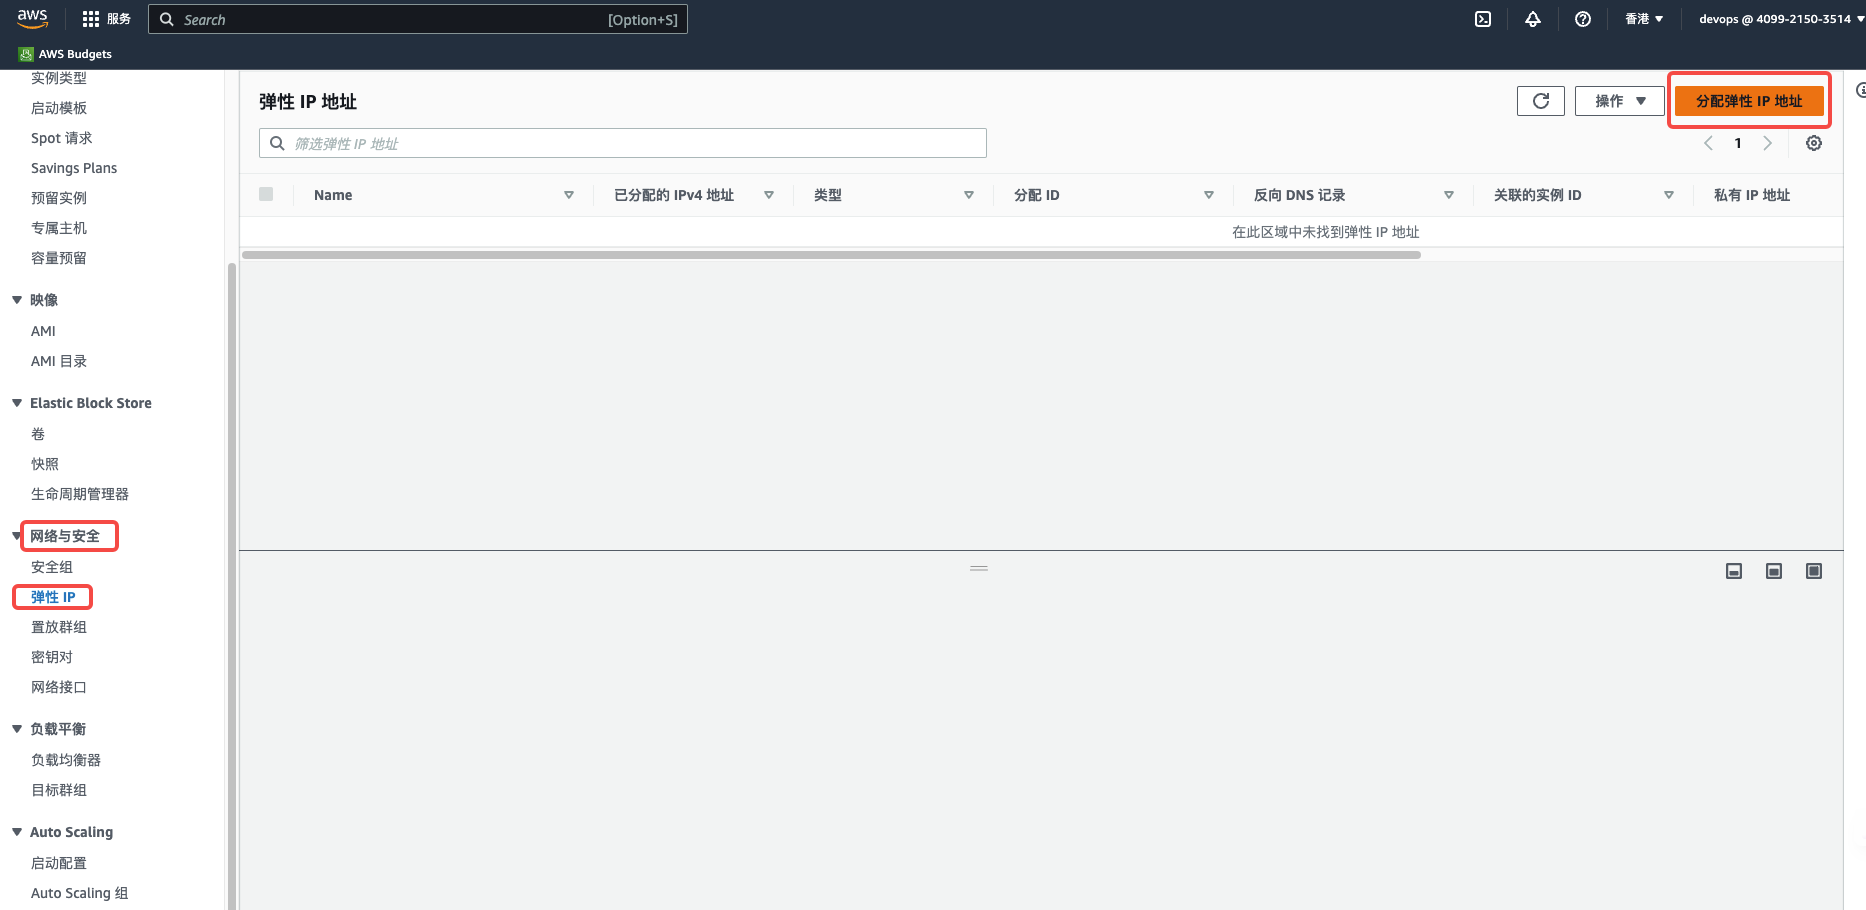 aws
服务
Search
[Option+S]
香港
devops @ 4099-2150-3514
AWS Budgets
实例类型
启动模板
Spot 请求
Savings Plans
预留实例
专属主机
容量预留
映像
AMI
AMI 目录
Elastic Block Store
卷
快照
生命周期管理器
网络与安全
安全组
弹性 IP
置放群组
密钥对
网络接口
负载平衡
负载均衡器
目标群组
Auto Scaling
启动配置
Auto Scaling 组
弹性 IP 地址
操作
分配弹性 IP 地址
筛选弹性 IP 地址
1
Name
已分配的 IPv4 地址
类型
分配 ID
反向 DNS 记录
关联的实例 ID
私有 IP 地址
在此区域中未找到弹性 IP 地址